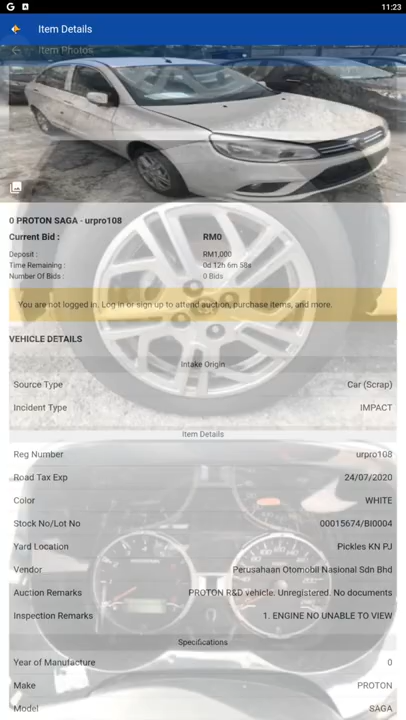 G A 11:23
Item Details
Item Photos
0 PROTON SAGA - urpro108
Current Bid : RM0
Deposit : RM1,000
Time Remaining : 0d 12h 6m 58s
Number Of Bids : 0 Bids
You are not logged in. Log in or sign up to attend auction, purchase items, and more.
VEHICLE DETAILS
Intake Origin
Source Type Car (Scrap)
Incident Type IMPACT
Item Details
Reg Number urpro108
Road Tax Exp 24/07/2020
Color WHITE
Stock No/Lot No 00015674/BI0004
Yard Location Pickles KN PJ
Vendor Perusahaan Otomobil Nasional Sdn Bhd
Auction Remarks PROTON R&D vehicle. Unregistered. No documents
Inspection Remarks 1. ENGINE NO UNABLE TO VIEW
Specifications
Year of Manufacture 0
Make PROTON
Model SAGA